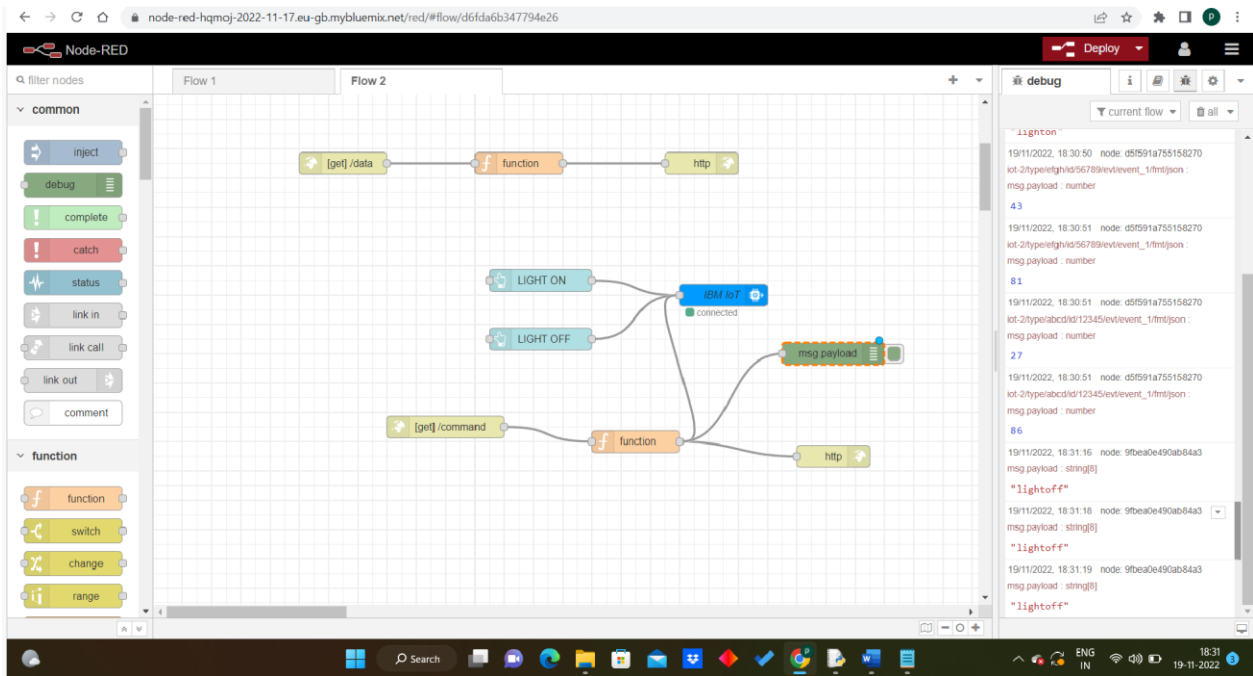 node-red-hqmoj-2022-11-17.eu-gb.mybluemix.net/red/#flow/d6fda6b347794e26
P
Node-RED
Deploy
filter nodes
Flow 1
Flow 2
debug
i
current flow
all
common
inject
debug
complete
catch
status
link in
link call
link out
comment
function
function
switch
change
range
[get] /data
function
http
LIGHT ON
LIGHT OFF
IBM IoT
connected
msg.payload
[get] /command
function
http
"lighton"
19/11/2022, 18:30:50 node: d5f591a755158270
iot-2/type/efgh/id/56789/evt/event_1/fmt/json :
msg.payload : number
43
19/11/2022, 18:30:51 node: d5f591a755158270
iot-2/type/efgh/id/56789/evt/event_1/fmt/json :
msg.payload : number
81
19/11/2022, 18:30:51 node: d5f591a755158270
iot-2/type/abcd/id/12345/evt/event_1/fmt/json :
msg.payload : number
27
19/11/2022, 18:30:51 node: d5f591a755158270
iot-2/type/abcd/id/12345/evt/event_1/fmt/json :
msg.payload : number
86
19/11/2022, 18:31:16 node: 9fbea0e490ab84a3
msg.payload : string[8]
"lightoff"
19/11/2022, 18:31:18 node: 9fbea0e490ab84a3
msg.payload : string[8]
"lightoff"
19/11/2022, 18:31:19 node: 9fbea0e490ab84a3
msg.payload : string[8]
"lightoff"
Search
ENG
IN
18:31
19-11-2022
3